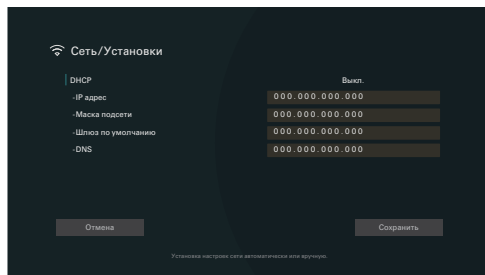 Сеть/Установки
DHCP Выкл.
-IP адрес 000.000.000.000
-Маска подсети 000.000.000.000
-Шлюз по умолчанию 000.000.000.000
-DNS 000.000.000.000
Отмена Сохранить
Установка настроек сети автоматически или вручную.